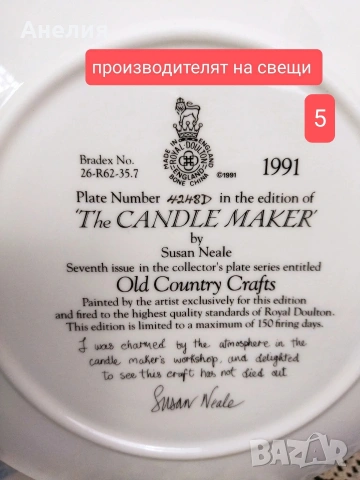 Анелия
производителят на свещи
5
MADE IN ENGLAND
ROYAL DOULTON
ENGLAND
BONE CHINA
©1991
Bradex No.
26-R62-35.7
1991
Plate Number 4248D in the edition of
'The CANDLE MAKER'
by
Susan Neale
Seventh issue in the collector's plate series entitled
Old Country Crafts
Painted by the artist exclusively for this edition
and fired to the highest quality standards of Royal Doulton.
This edition is limited to a maximum of 150 firing days.
I was charmed by the atmosphere in the
candle maker's workshop, and delighted
to see this craft has not died out
Susan Neale
BAZAR